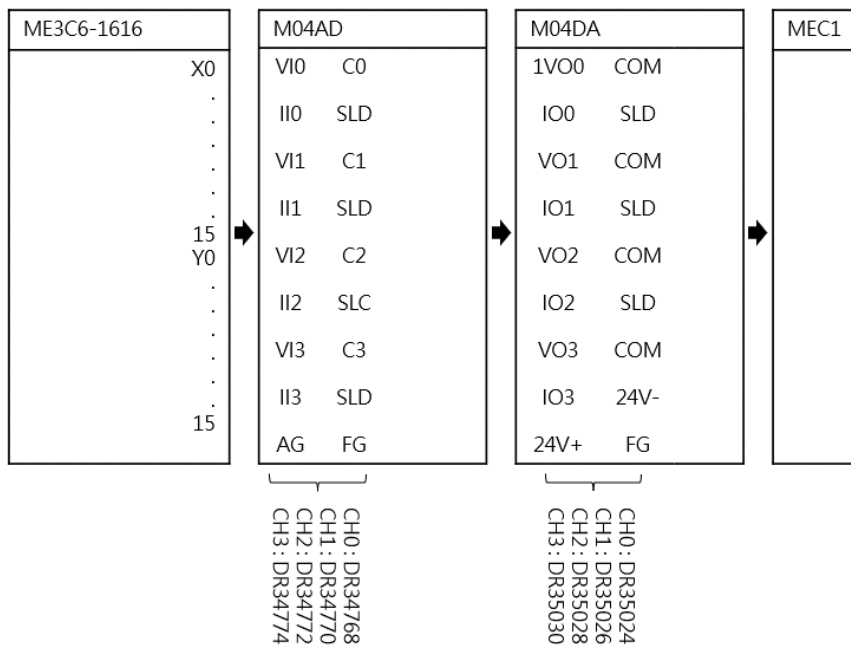 ME3C6-1616
X0
.
.
.
.
.
.
15
Y0
.
.
.
.
.
.
15
M04AD
VI0 C0
II0 SLD
VI1 C1
II1 SLD
VI2 C2
II2 SLC
VI3 C3
II3 SLD
AG FG
CH0 : DR34768
CH1 : DR34770
CH2 : DR34772
CH3 : DR34774
M04DA
1VO0 COM
IO0 SLD
VO1 COM
IO1 SLD
VO2 COM
IO2 SLD
VO3 COM
IO3 24V-
24V+ FG
CH0 : DR35024
CH1 : DR35026
CH2 : DR35028
CH3 : DR35030
MEC1